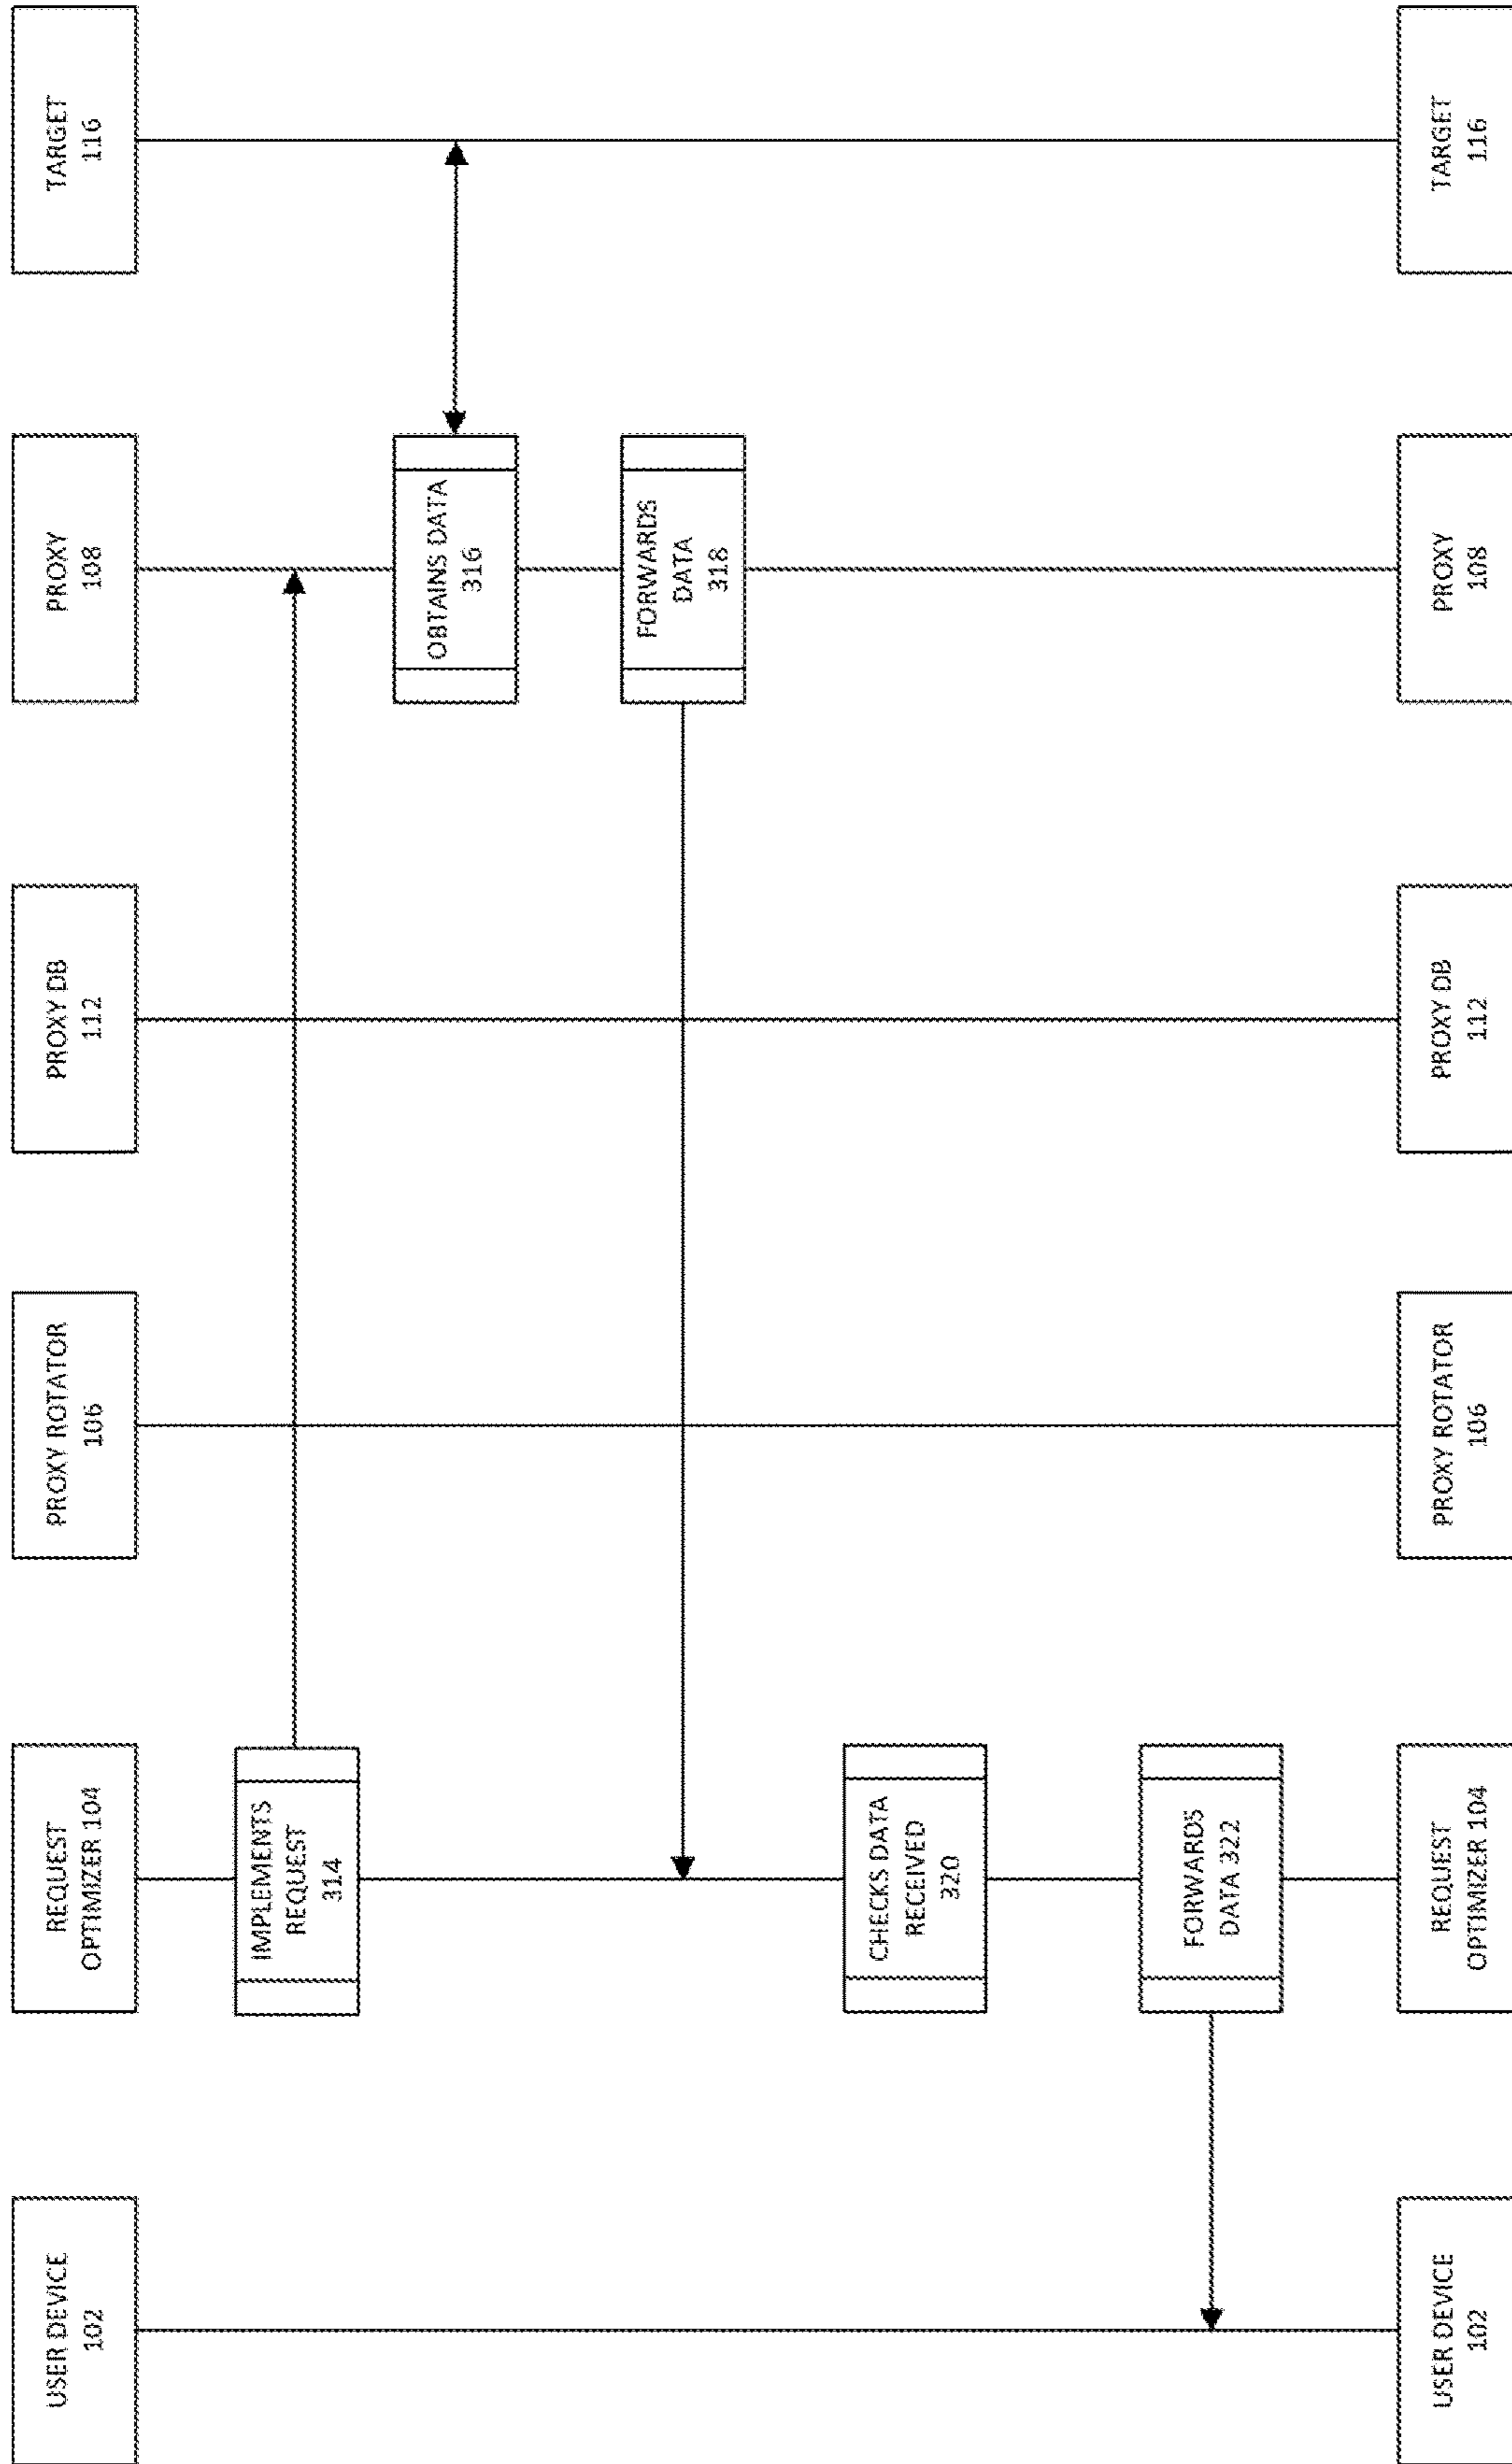 USER DEVICE
102
REQUEST
OPTIMIZER 104
PROXY ROTATOR
106
PROXY DB
112
PROXY
108
TARGET
116
IMPLEMENTS
REQUEST
314
OBTAINS DATA
316
FORWARDS
DATA
318
CHECKS DATA
RECEIVED
320
FORWARDS
DATA 322
USER DEVICE
102
REQUEST
OPTIMIZER 104
PROXY ROTATOR
106
PROXY DB
112
PROXY
108
TARGET
116